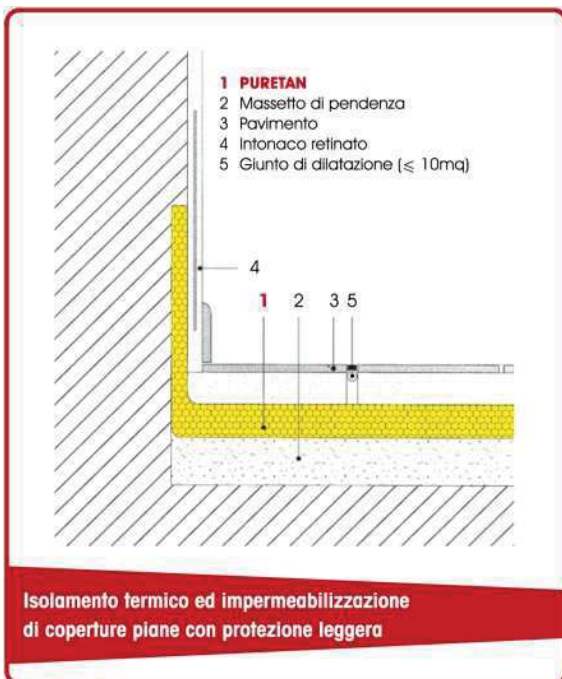 1 PURETAN
2 Massetto di pendenza
3 Pavimento
4 Intonaco retinato
5 Giunto di dilatazione (⩽ 10mq)
4
1 2 3 5
Isolamento termico ed impermeabilizzazione
di coperture piane con protezione leggera